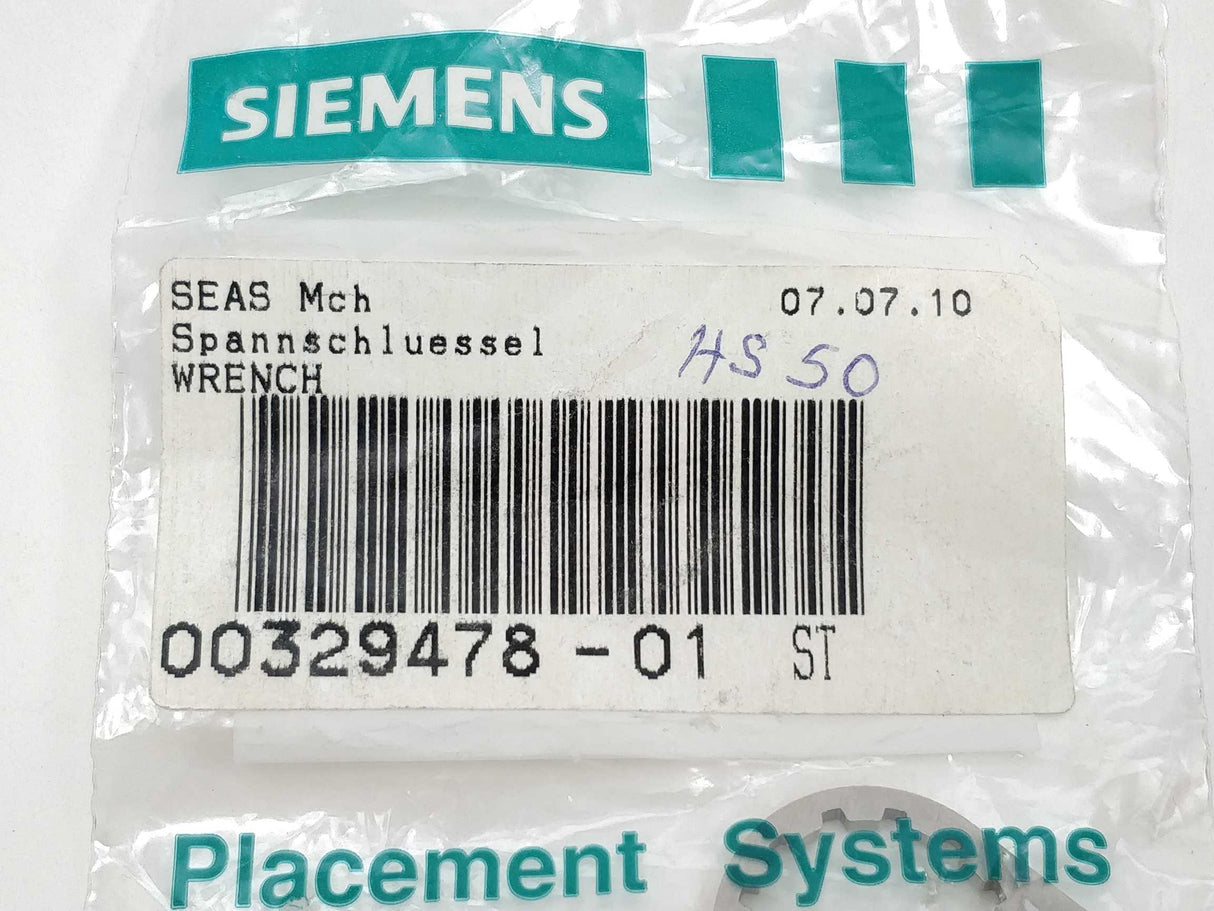 SIEMENS
SEAS Mch 07.07.10
Spannschluessel
WRENCH HS 50
00329478-01 ST
Placement Systems